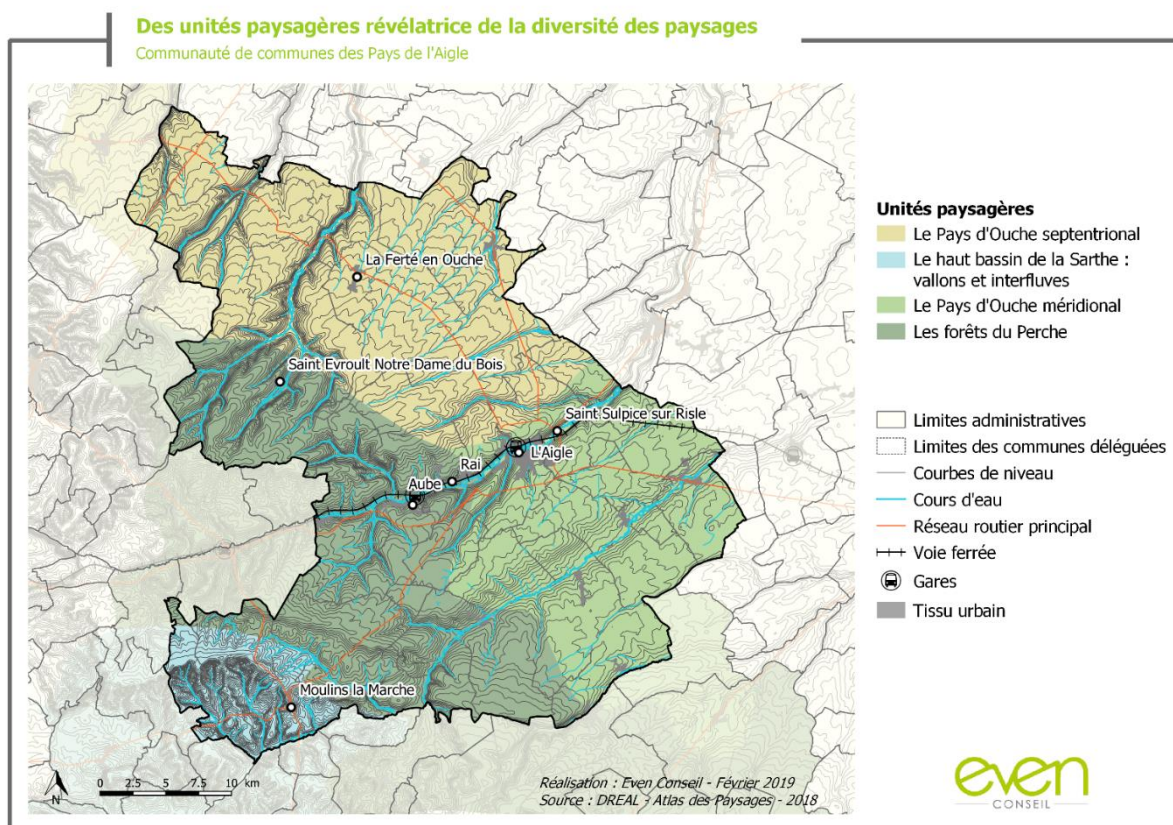 Des unités paysagères révélatrice de la diversité des paysages
Communauté de communes des Pays de l'Aigle
La Ferté en Ouche
Saint Evroult Notre Dame du Bois
Saint Sulpice sur Risle
L'Aigle
Rai
Aube
Moulins la Marche
N
0 2.5 5 7.5 10 km
Réalisation : Even Conseil - Février 2019
Source : DREAL - Atlas des Paysages - 2018
Unités paysagères
Le Pays d'Ouche septentrional
Le haut bassin de la Sarthe :
vallons et interfluves
Le Pays d'Ouche méridional
Les forêts du Perche
Limites administratives
Limites des communes déléguées
Courbes de niveau
Cours d'eau
Réseau routier principal
Voie ferrée
Gares
Tissu urbain
even
CONSEIL